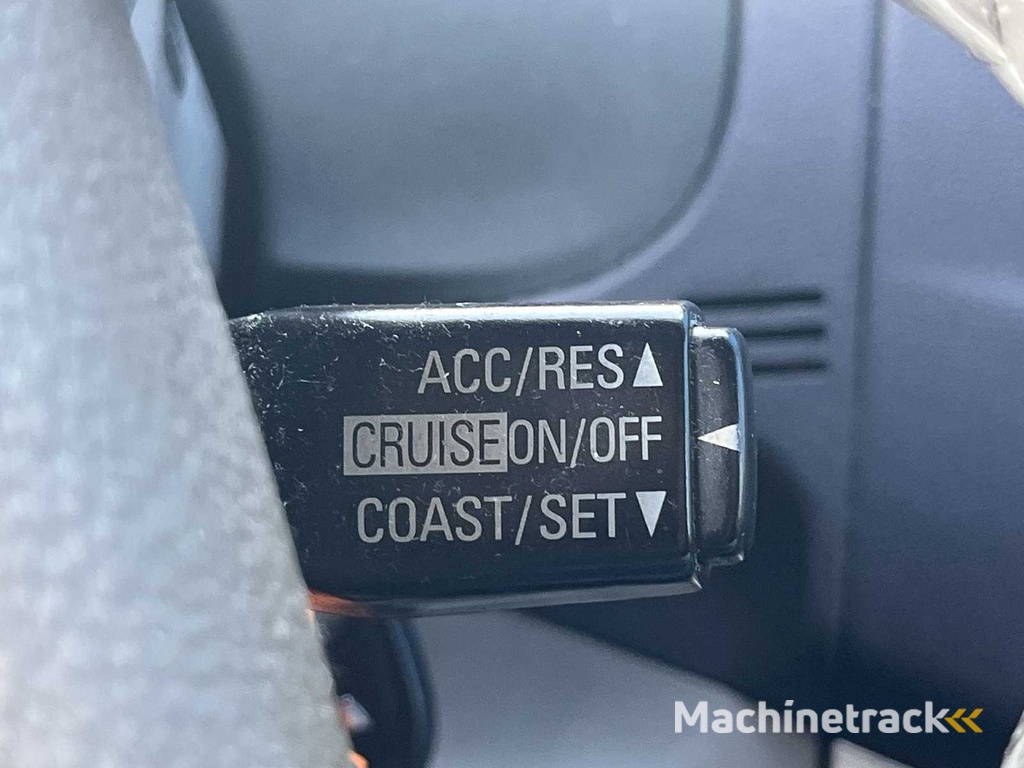 ACC/RES▲
CRUISE ON/OFF
COAST/SET▼
Machinetrack